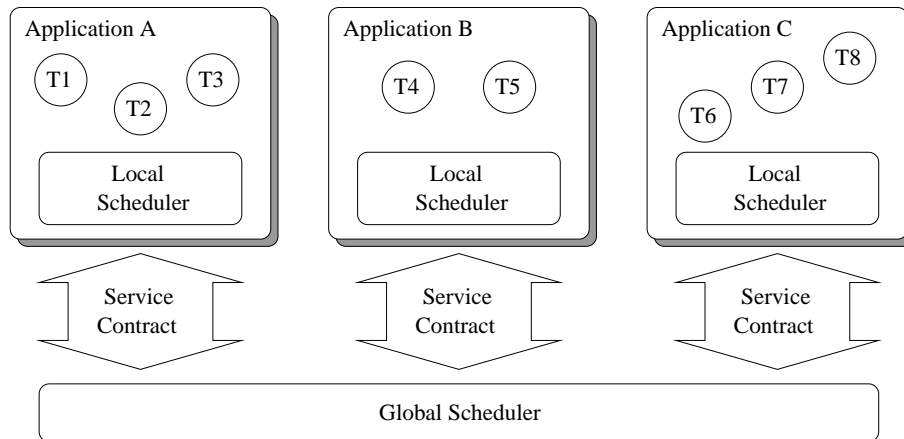 Application A
T1
T2
T3
Local
Scheduler
Application B
T4
T5
Local
Scheduler
Application C
T6
T7
T8
Local
Scheduler
Service
Contract
Service
Contract
Service
Contract
Global Scheduler